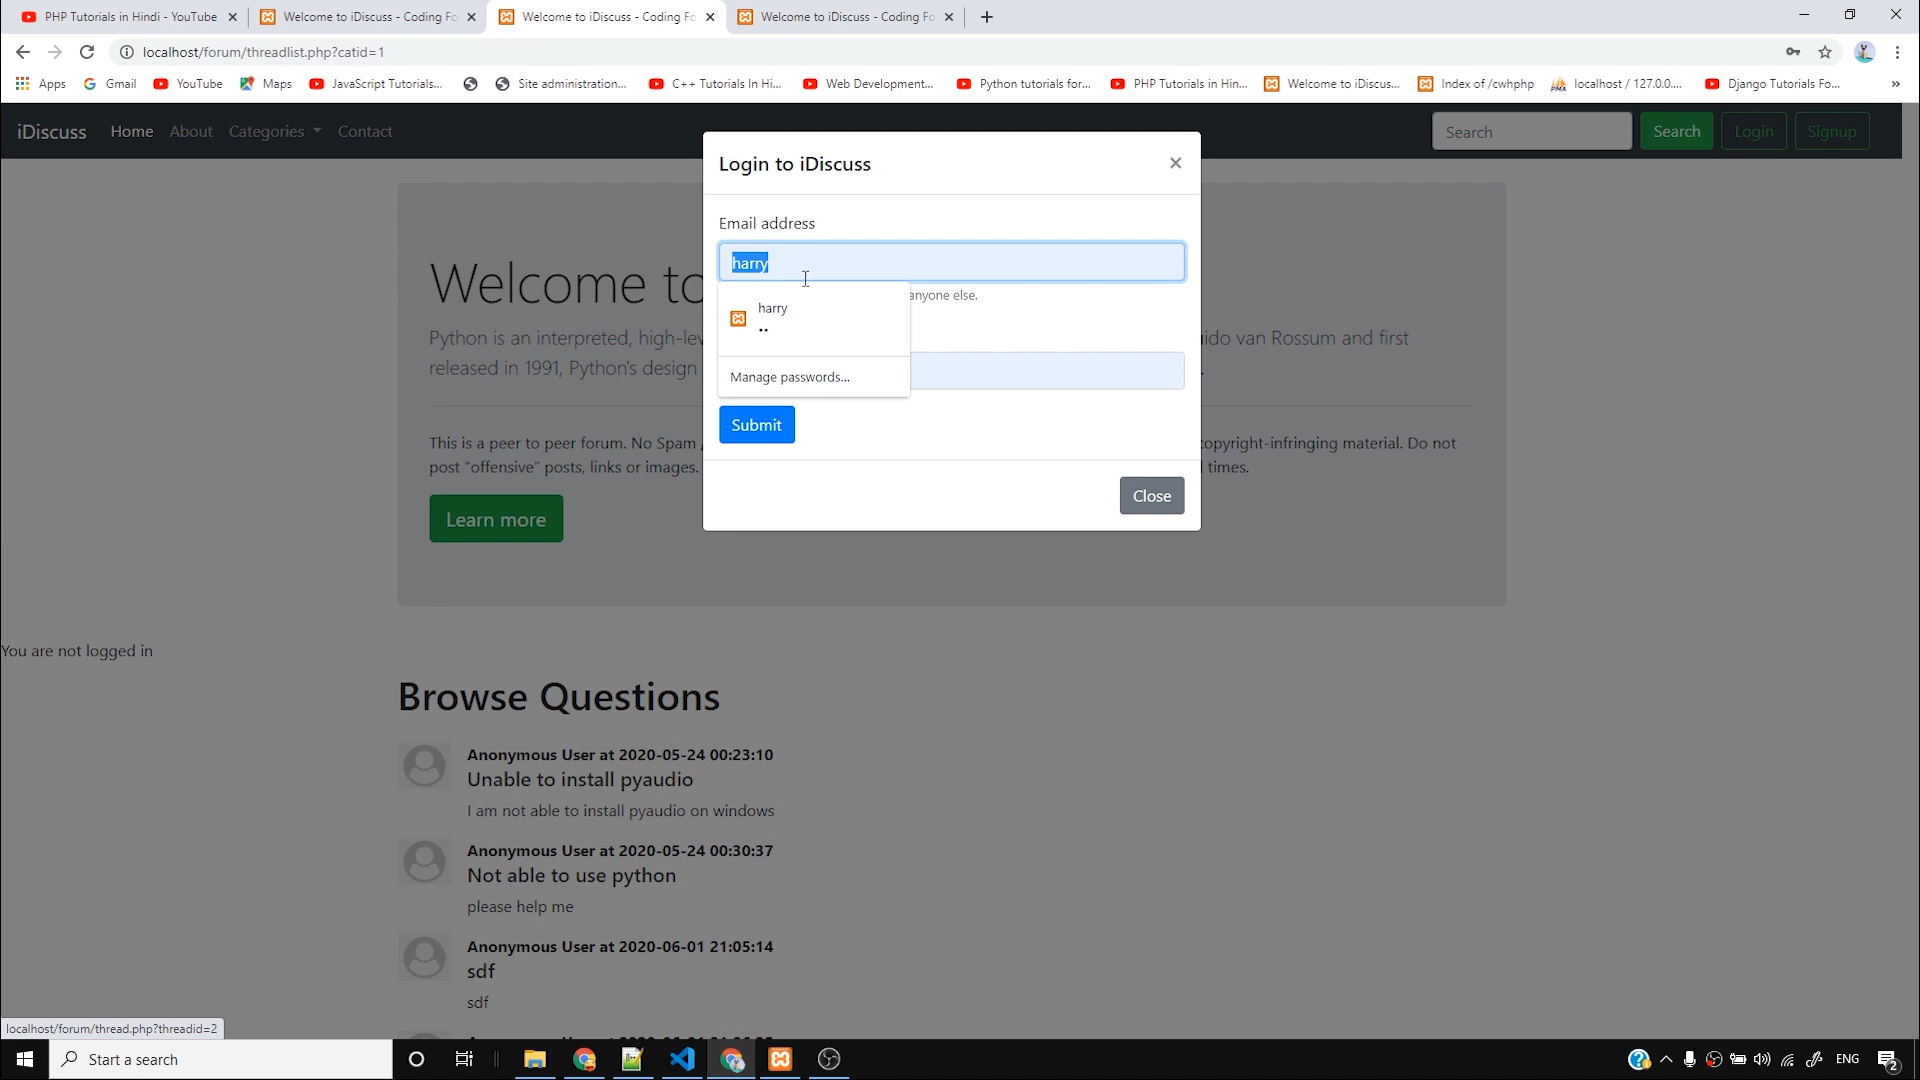 PHP Tutorials in Hindi - YouTube
Welcome to iDiscuss - Coding Fo
Welcome to iDiscuss - Coding Fo
Welcome to iDiscuss - Coding Fo
localhost/forum/threadlist.php?catid=1
Apps
Gmail
YouTube
Maps
JavaScript Tutorials...
Site administration...
C++ Tutorials In Hi...
Web Development...
Python tutorials for...
PHP Tutorials in Hin...
Welcome to iDiscus...
Index of /cwhphp
localhost / 127.0.0....
Django Tutorials Fo...
iDiscuss
Home
About
Categories
Contact
Search
Search
Login
Signup
Login to iDiscuss
Email address
harry
anyone else.
harry
Manage passwords...
Submit
Close
Welcome to
Python is an interpreted, high-lev
ido van Rossum and first
released in 1991, Python's design
This is a peer to peer forum. No Spam
opyright-infringing material. Do not
post “offensive” posts, links or images.
times.
Learn more
You are not logged in
Browse Questions
Anonymous User at 2020-05-24 00:23:10
Unable to install pyaudio
I am not able to install pyaudio on windows
Anonymous User at 2020-05-24 00:30:37
Not able to use python
please help me
Anonymous User at 2020-06-01 21:05:14
sdf
sdf
localhost/forum/thread.php?threadid=2
Start a search
ENG
2